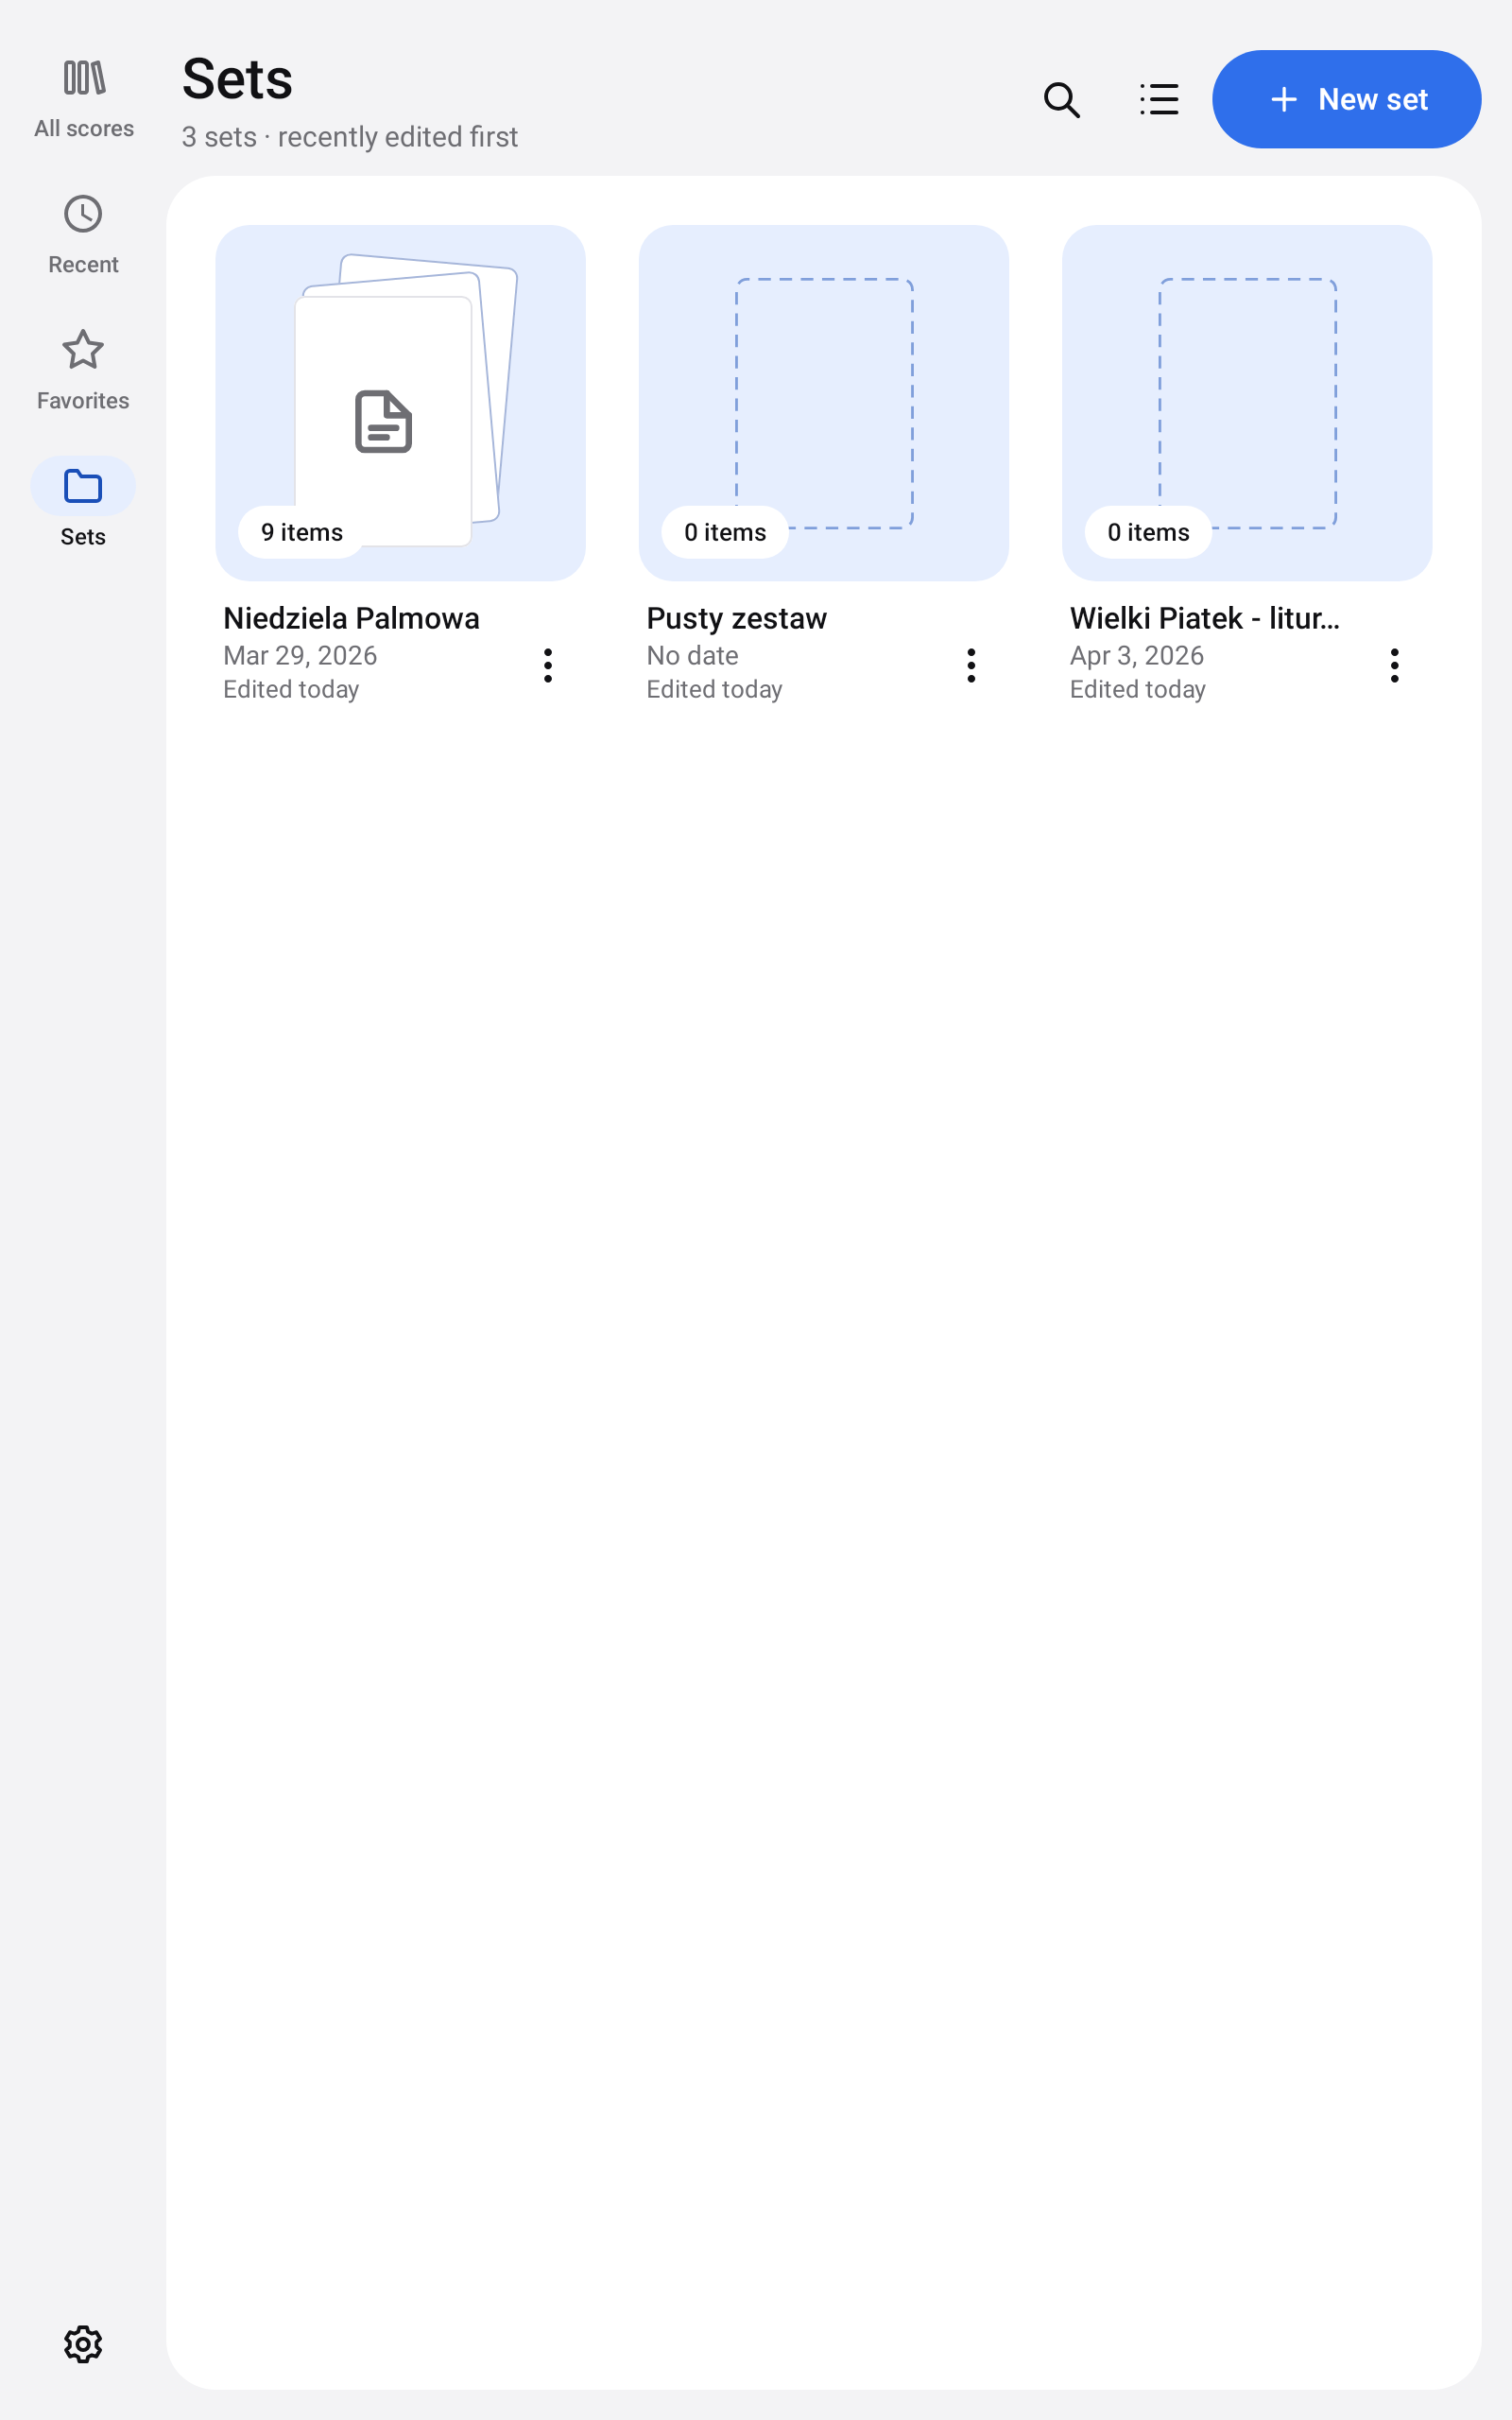 Sets
3 sets · recently edited first
New set
All scores
Recent
Favorites
Sets
9 items
Niedziela Palmowa
Mar 29, 2026
Edited today
0 items
Pusty zestaw
No date
Edited today
0 items
Wielki Piatek - litur...
Apr 3, 2026
Edited today